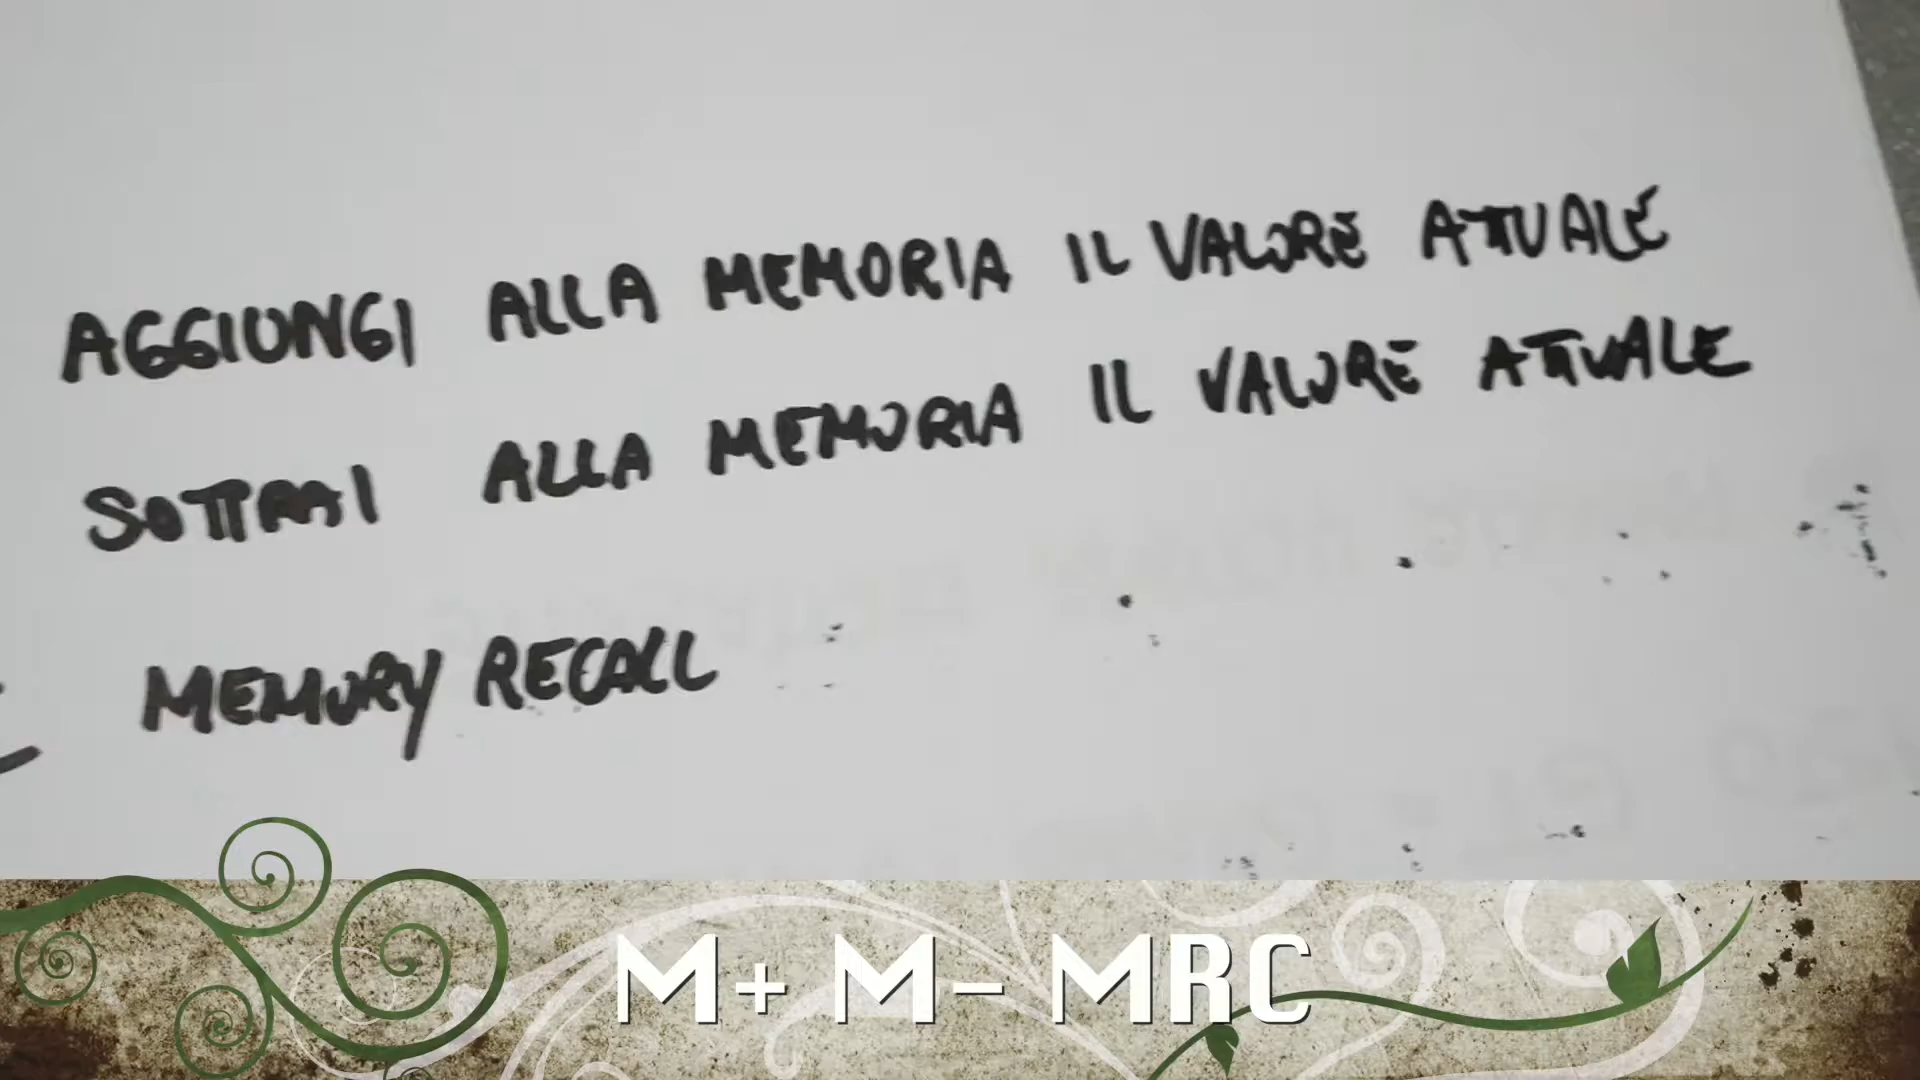 AGGIUNGI ALLA MEMORIA IL VALORE ATTUALE
SOTTRAI ALLA MEMORIA IL VALORE ATTUALE
MEMORY RECALL
M+ M- MRC